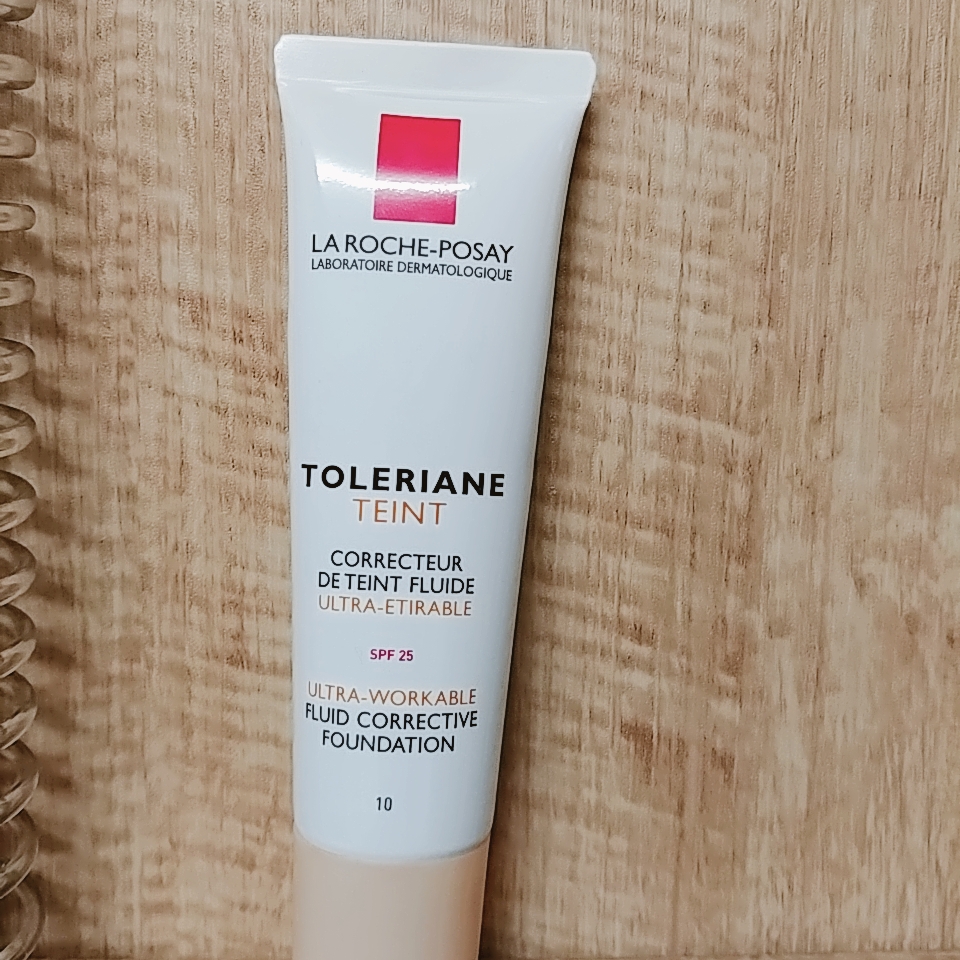 LA ROCHE-POSAY
LABORATOIRE DERMATOLOGIQUE
TOLERIANE
TEINT
CORRECTEUR
DE TEINT FLUIDE
ULTRA-ETIRABLE
SPF 25
ULTRA-WORKABLE
FLUID CORRECTIVE
FOUNDATION
10